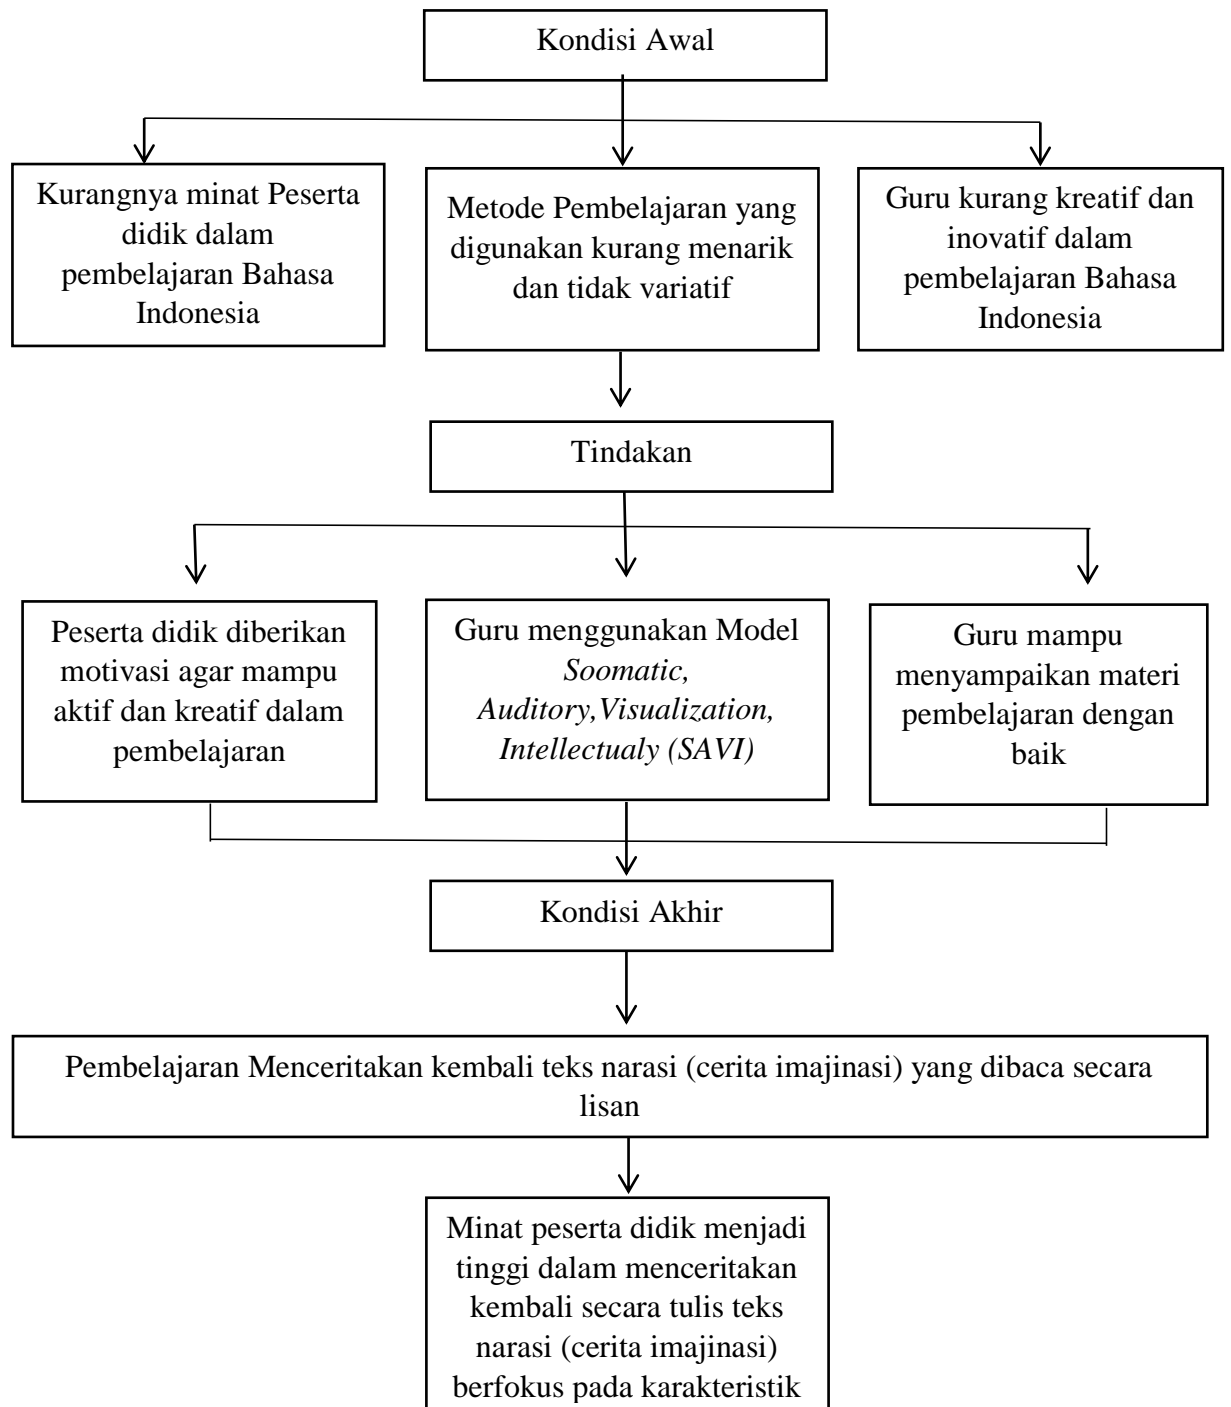 Kondisi Awal
Kurangnya minat Peserta
didik dalam
pembelajaran Bahasa
Indonesia
Metode Pembelajaran yang
digunakan kurang menarik
dan tidak variatif
Guru kurang kreatif dan
inovatif dalam
pembelajaran Bahasa
Indonesia
Tindakan
Peserta didik diberikan
motivasi agar mampu
aktif dan kreatif dalam
pembelajaran
Guru menggunakan Model
Soomatic,
Auditory,Visualization,
Intellectualy (SAVI)
Guru mampu
menyampaikan materi
pembelajaran dengan
baik
Kondisi Akhir
Pembelajaran Menceritakan kembali teks narasi (cerita imajinasi) yang dibaca secara
lisan
Minat peserta didik menjadi
tinggi dalam menceritakan
kembali secara tulis teks
narasi (cerita imajinasi)
berfokus pada karakteristik